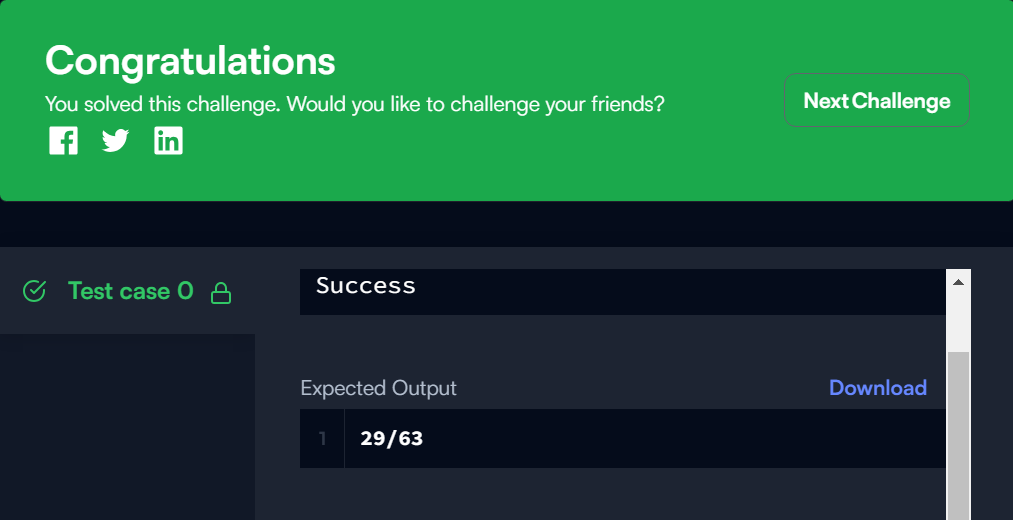 Congratulations
You solved this challenge. Would you like to challenge your friends?
Next Challenge
Test case 0
Success
Expected Output
Download
1
29/63